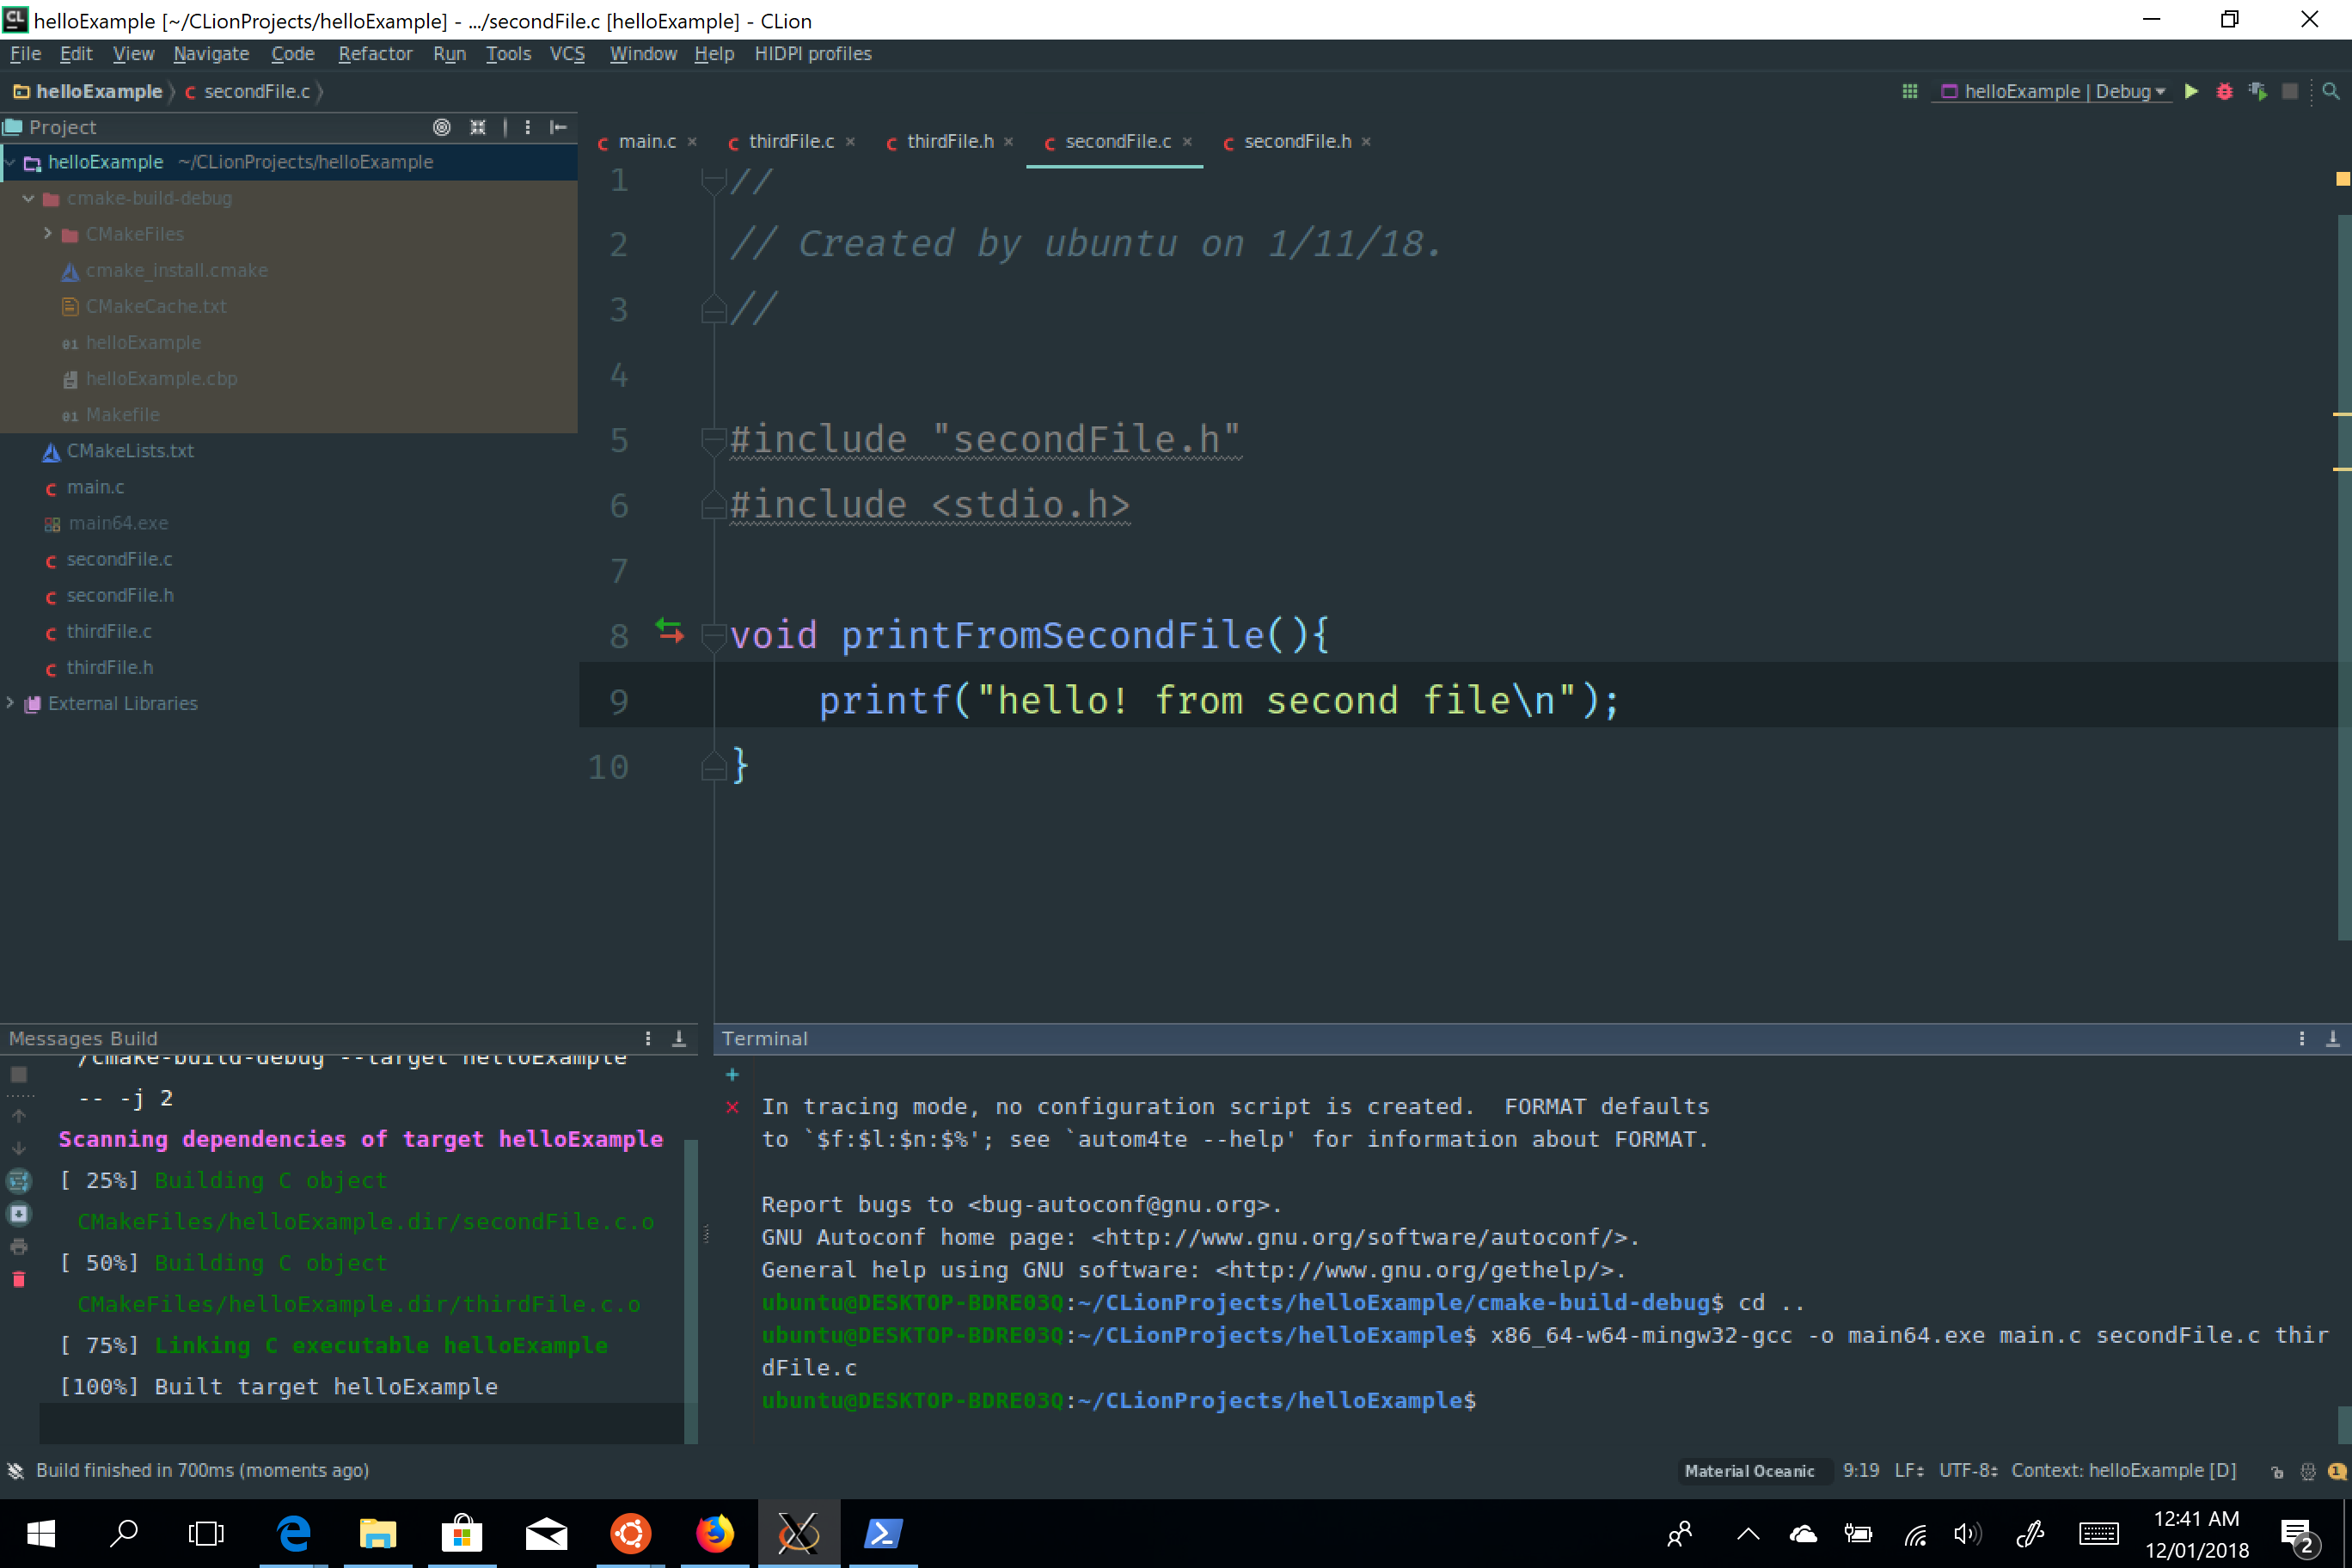 CL helloExample [~/CLionProjects/helloExample] - .../secondFile.c [helloExample] - CLion
File Edit View Navigate Code Refactor Run Tools VCS Window Help HIDPI profiles
helloExample secondFile.c
helloExample | Debug
Project
helloExample ~/CLionProjects/helloExample
cmake-build-debug
CMakeFiles
cmake_install.cmake
CMakeCache.txt
helloExample
helloExample.cbp
Makefile
CMakeLists.txt
main.c
main64.exe
secondFile.c
secondFile.h
thirdFile.c
thirdFile.h
External Libraries
main.c thirdFile.c thirdFile.h secondFile.c secondFile.h
1 //
2 // Created by ubuntu on 1/11/18.
3 //
4
5 #include "secondFile.h"
6 #include <stdio.h>
7
8 void printFromSecondFile(){
9 printf("hello! from second file\n");
10 }
Messages Build
/cmake-build-debug --target helloExample
-- -j 2
Scanning dependencies of target helloExample
[ 25%] Building C object
CMakeFiles/helloExample.dir/secondFile.c.o
[ 50%] Building C object
CMakeFiles/helloExample.dir/thirdFile.c.o
[ 75%] Linking C executable helloExample
[100%] Built target helloExample
Terminal
In tracing mode, no configuration script is created.  FORMAT defaults
to `$f:$l:$n:$%'; see `autom4te --help' for information about FORMAT.
Report bugs to <bug-autoconf@gnu.org>.
GNU Autoconf home page: <http://www.gnu.org/software/autoconf/>.
General help using GNU software: <http://www.gnu.org/gethelp/>.
ubuntu@DESKTOP-BDRE03Q:~/CLionProjects/helloExample/cmake-build-debug$ cd ..
ubuntu@DESKTOP-BDRE03Q:~/CLionProjects/helloExample$ x86_64-w64-mingw32-gcc -o main64.exe main.c secondFile.c thir
dFile.c
ubuntu@DESKTOP-BDRE03Q:~/CLionProjects/helloExample$
Build finished in 700ms (moments ago)
Material Oceanic 9:19 LF UTF-8 Context: helloExample [D] 1
12:41 AM
12/01/2018
2